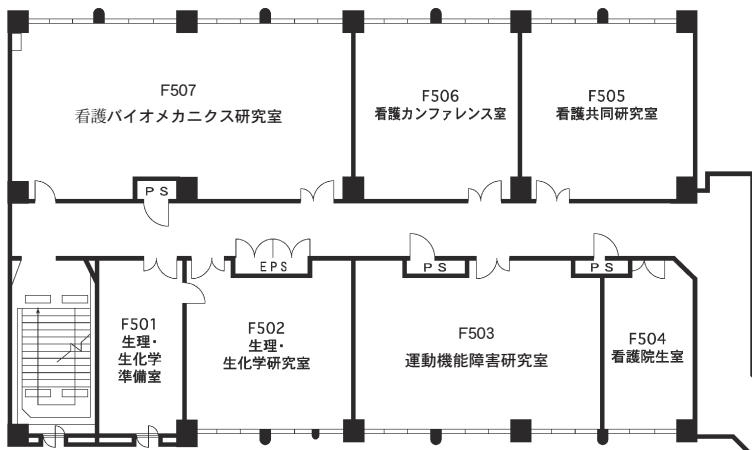 F507
看護バイオメカニクス研究室
F506
看護カンファレンス室
F505
看護共同研究室
PS
EPS
PS
PS
F501
生理・
生化学
準備室
F502
生理・
生化学研究室
F503
運動機能障害研究室
F504
看護院生室